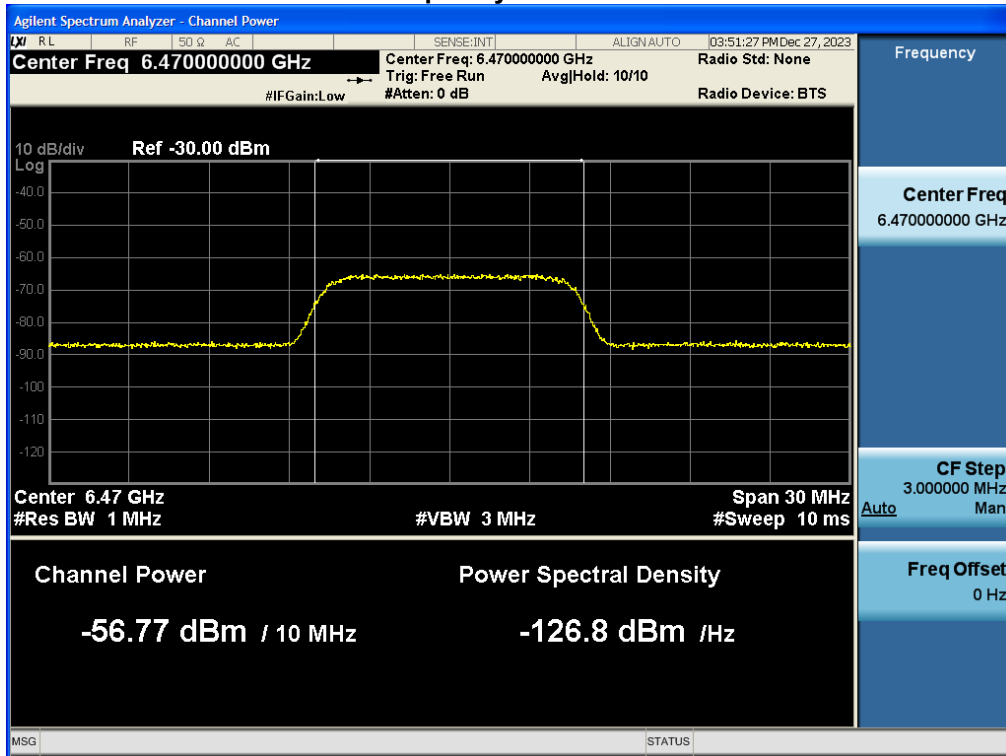 Agilent Spectrum Analyzer - Channel Power
LXI RL RF 50 Ω AC SENSE:INT ALIGN AUTO 03:51:27 PM Dec 27, 2023
Center Freq 6.470000000 GHz
Center Freq: 6.470000000 GHz Radio Std: None
Trig: Free Run Avg|Hold: 10/10
#IFGain:Low #Atten: 0 dB Radio Device: BTS
10 dB/div Ref -30.00 dBm
Log
-40.0
-50.0
-60.0
-70.0
-80.0
-90.0
-100
-110
-120
Center 6.47 GHz Span 30 MHz
#Res BW 1 MHz #VBW 3 MHz #Sweep 10 ms
Channel Power Power Spectral Density
-56.77 dBm / 10 MHz -126.8 dBm /Hz
Frequency
Center Freq
6.470000000 GHz
CF Step
3.000000 MHz
Auto Man
Freq Offset
0 Hz
MSG STATUS